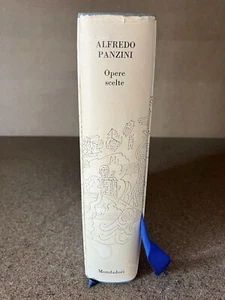 ALFREDO
PANZINI
Opere
scelte
Mondadori